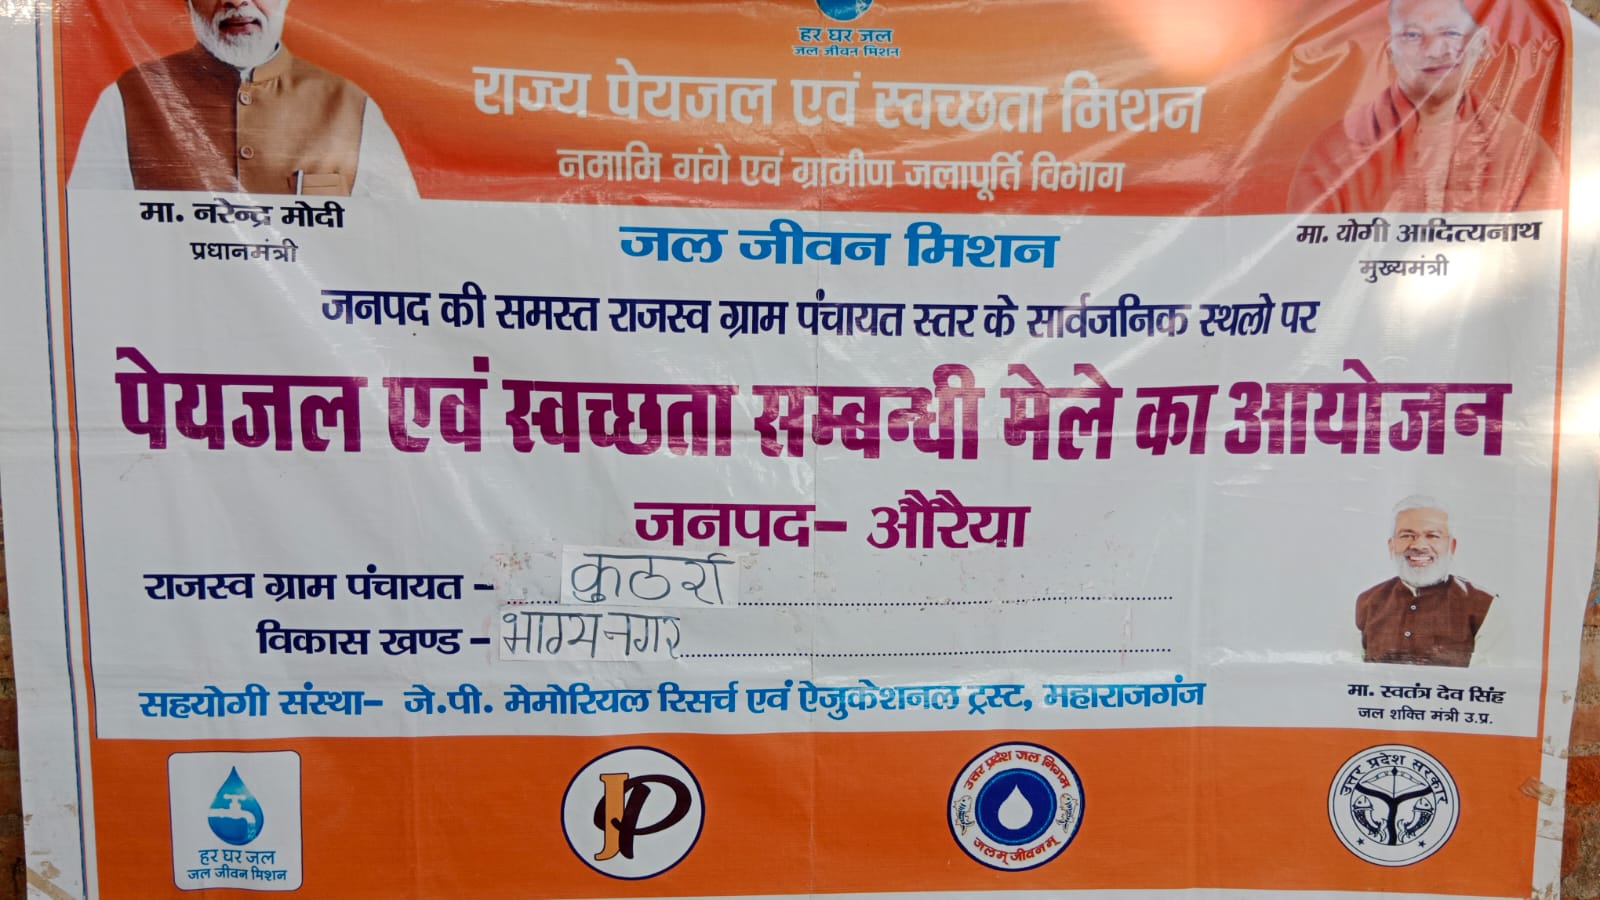 हर घर जल
जल जीवन मिशन
राज्य पेयजल एवं स्वच्छता मिशन
नमामि गंगे एवं ग्रामीण जलापूर्ति विभाग
मा. नरेन्द्र मोदी
प्रधानमंत्री
मा. योगी आदित्यनाथ
मुख्यमंत्री
जल जीवन मिशन
जनपद की समस्त राजस्व ग्राम पंचायत स्तर के सार्वजनिक स्थलो पर
पेयजल एवं स्वच्छता सम्बन्धी मेले का आयोजन
जनपद- औरैया
राजस्व ग्राम पंचायत - कुठर्रा
विकास खण्ड - भाग्यनगर
मा. स्वतंत्र देव सिंह
जल शक्ति मंत्री उ.प्र.
सहयोगी संस्था- जे.पी. मेमोरियल रिसर्च एवं ऐजुकेशनल ट्रस्ट, महाराजगंज
हर घर जल
जल जीवन मिशन
JP
उत्तर प्रदेश जल निगम
जलम् जीवनम्
उत्तर प्रदेश सरकार